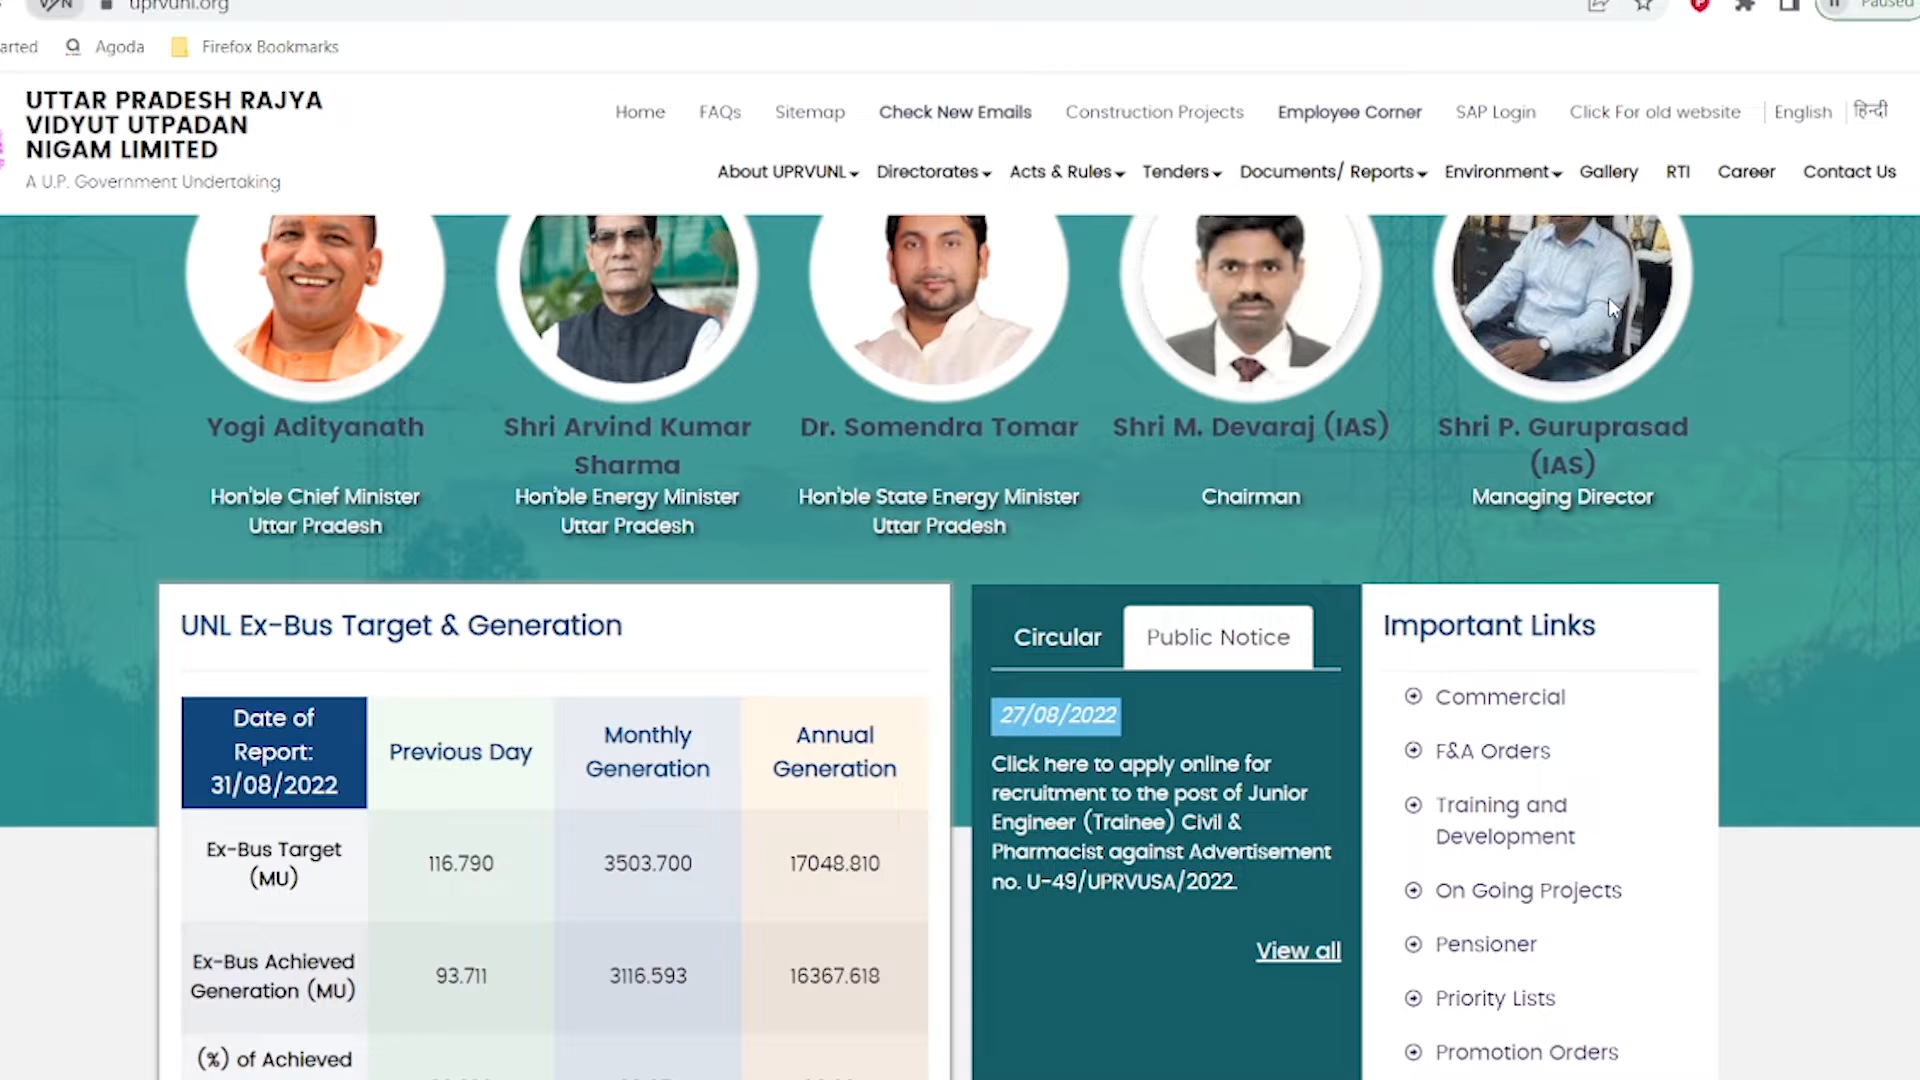 uprvunl.org
Paused
arted
Agoda
Firefox Bookmarks
UTTAR PRADESH RAJYA
VIDYUT UTPADAN
NIGAM LIMITED
A U.P. Government Undertaking
Home FAQs Sitemap Check New Emails Construction Projects Employee Corner SAP Login Click For old website English हिन्दी
About UPRVUNL Directorates Acts & Rules Tenders Documents/ Reports Environment Gallery RTI Career Contact Us
Yogi Adityanath
Hon'ble Chief Minister
Uttar Pradesh
Shri Arvind Kumar
Sharma
Hon'ble Energy Minister
Uttar Pradesh
Dr. Somendra Tomar
Hon'ble State Energy Minister
Uttar Pradesh
Shri M. Devaraj (IAS)
Chairman
Shri P. Guruprasad
(IAS)
Managing Director
UNL Ex-Bus Target & Generation
Date of
Report:
31/08/2022
Previous Day
Monthly
Generation
Annual
Generation
Ex-Bus Target
(MU)
116.790
3503.700
17048.810
Ex-Bus Achieved
Generation (MU)
93.711
3116.593
16367.618
(%) of Achieved
Circular
Public Notice
27/08/2022
Click here to apply online for
recruitment to the post of Junior
Engineer (Trainee) Civil &
Pharmacist against Advertisement
no. U-49/UPRVUSA/2022.
View all
Important Links
Commercial
F&A Orders
Training and
Development
On Going Projects
Pensioner
Priority Lists
Promotion Orders